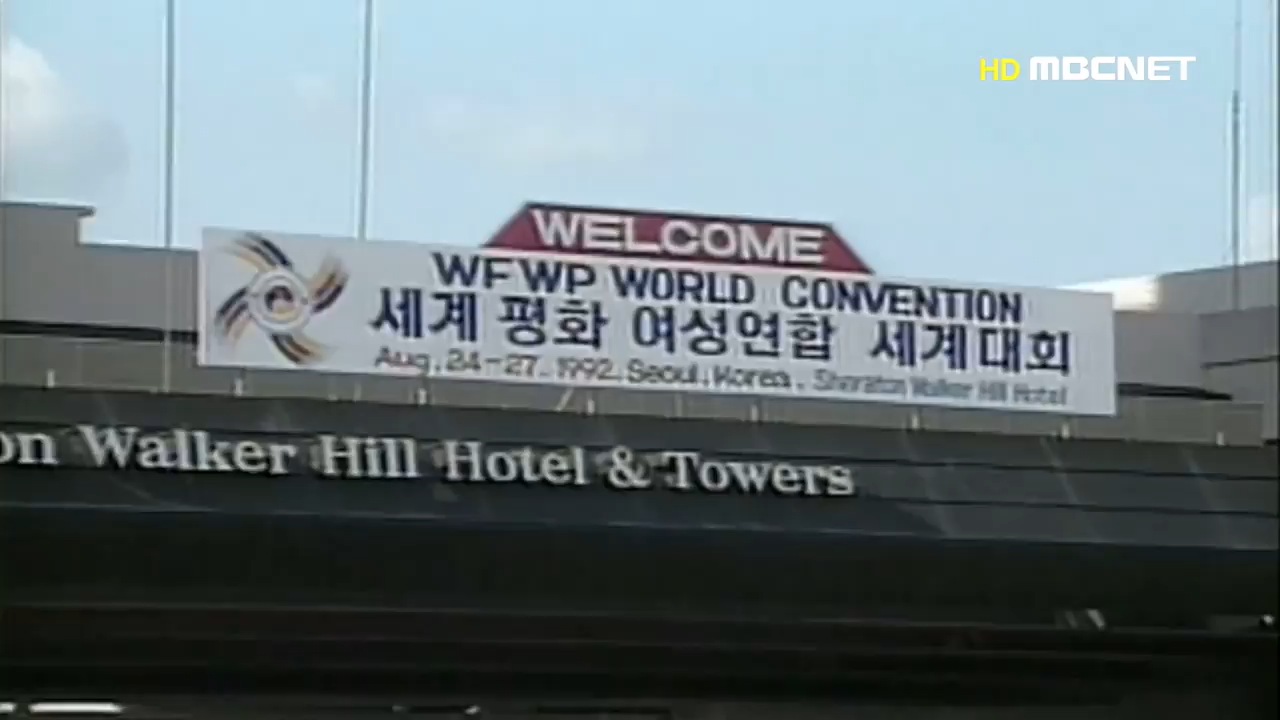 HD MBCNET
WELCOME
WFWP WORLD CONVENTION
세계 평화 여성연합 세계대회
Aug. 24-27. 1992. Seoul. Korea. Sheraton Walker Hill Hotel
on Walker Hill Hotel & Towers